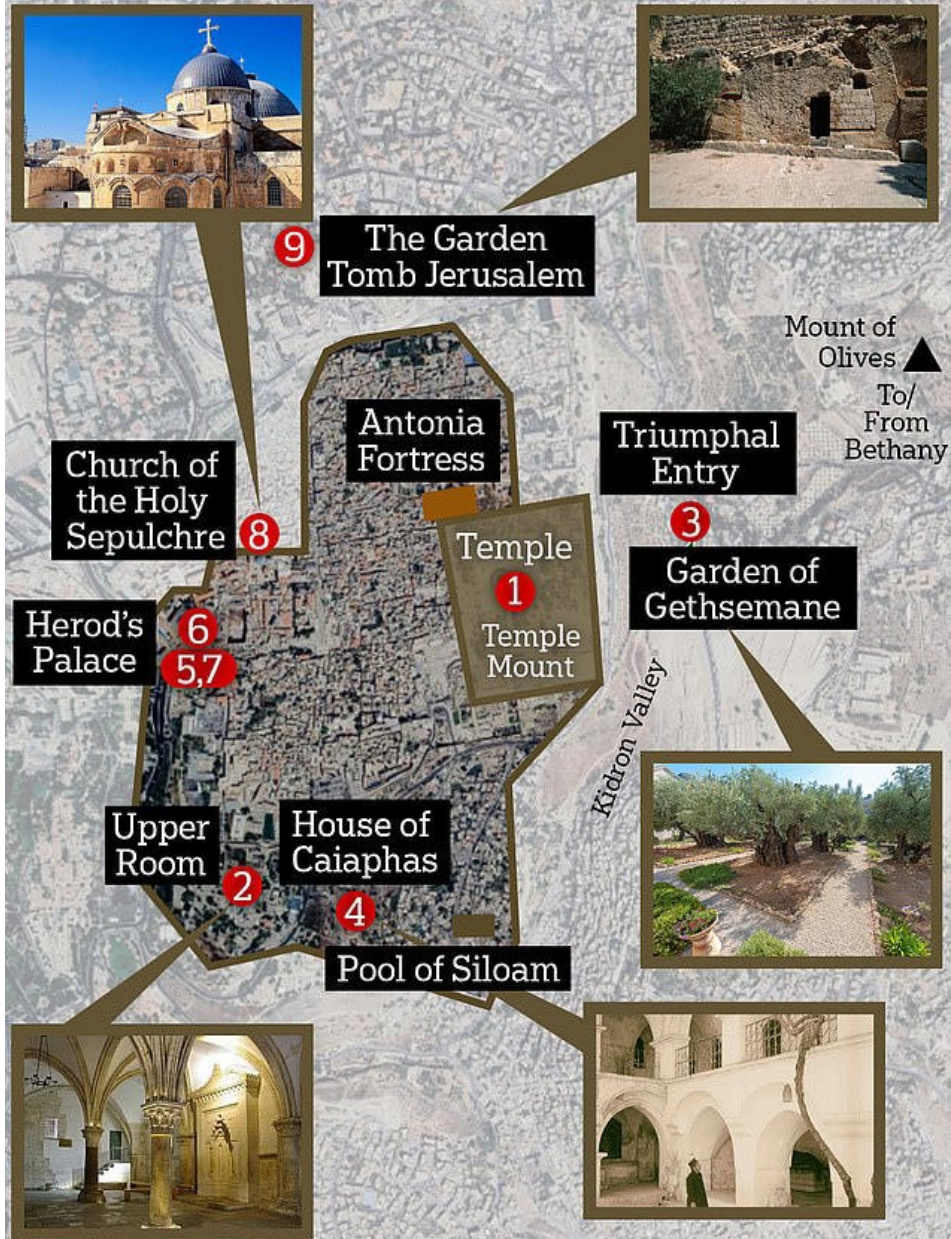 9
The Garden
Tomb Jerusalem
Mount of
Olives
To/
From
Bethany
Antonia
Fortress
Triumphal
Entry
Church of
the Holy
Sepulchre
8
3
Temple
1
Temple
Mount
Garden of
Gethsemane
Herod's
Palace
6
5,7
Kidron Valley
Upper
Room
2
House of
Caiaphas
4
Pool of Siloam